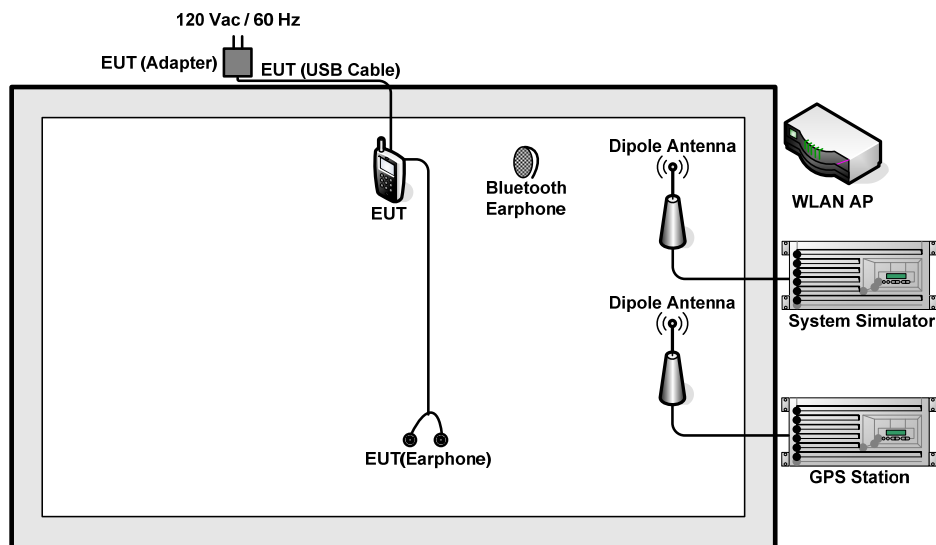 120 Vac / 60 Hz
EUT (Adapter)
EUT (USB Cable)
EUT
Bluetooth
Earphone
Dipole Antenna
WLAN AP
System Simulator
Dipole Antenna
EUT(Earphone)
GPS Station